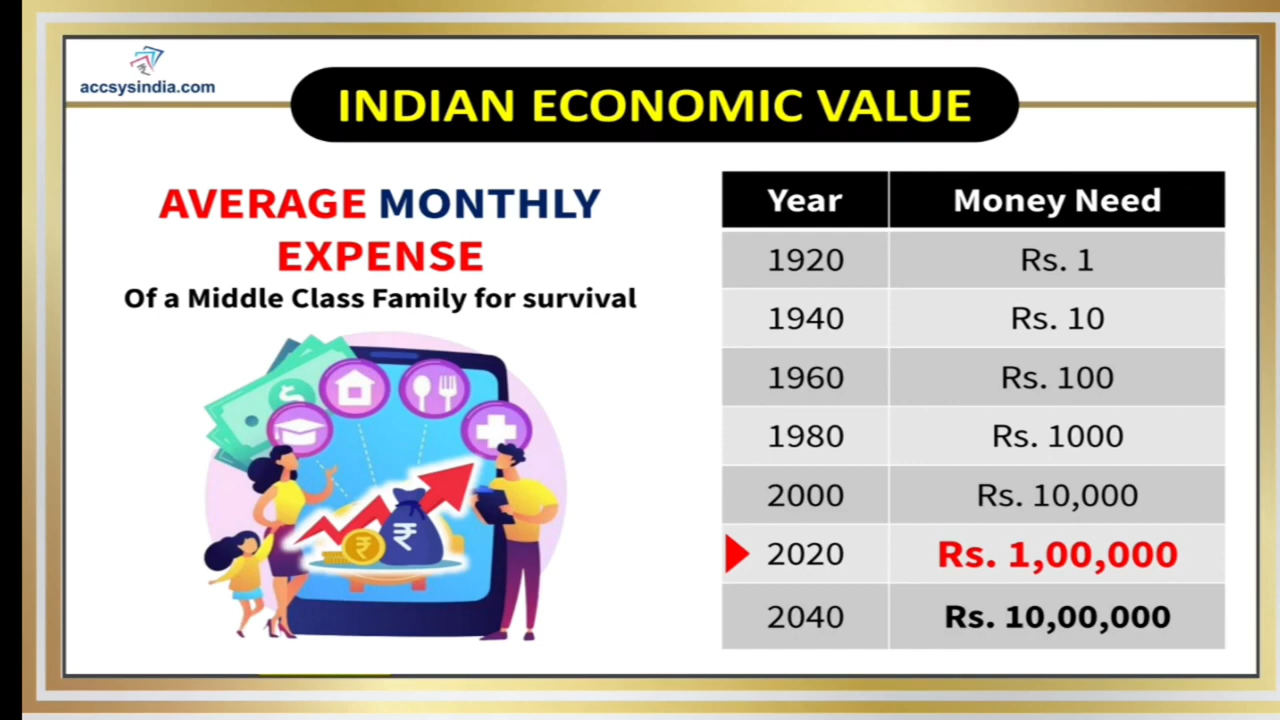 accsysindia.com
INDIAN ECONOMIC VALUE
AVERAGE MONTHLY
EXPENSE
Of a Middle Class Family for survival
Year Money Need
1920 Rs. 1
1940 Rs. 10
1960 Rs. 100
1980 Rs. 1000
2000 Rs. 10,000
2020 Rs. 1,00,000
2040 Rs. 10,00,000
$
₹
₹